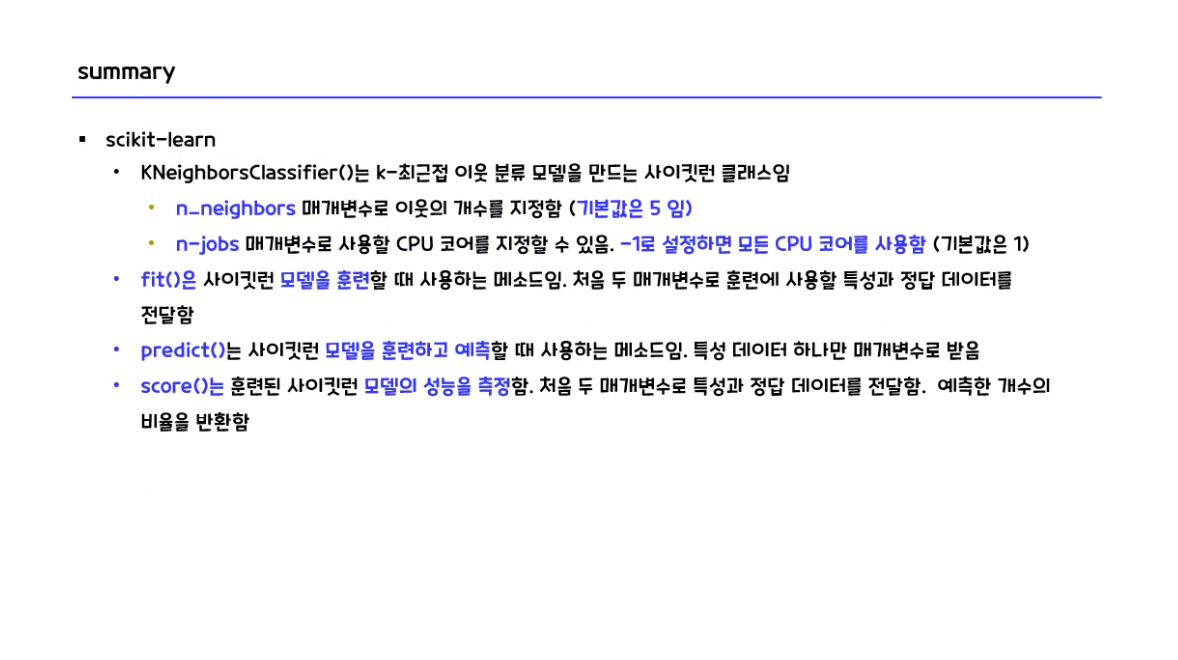 summary
▪ scikit-learn
• KNeighborsClassifier()는 k-최근접 이웃 분류 모델을 만드는 사이킷런 클래스임
• n_neighbors 매개변수로 이웃의 개수를 지정함 (기본값은 5 임)
• n-jobs 매개변수로 사용할 CPU 코어를 지정할 수 있음. -1로 설정하면 모든 CPU 코어를 사용함 (기본값은 1)
• fit()은 사이킷런 모델을 훈련할 때 사용하는 메소드임. 처음 두 매개변수로 훈련에 사용할 특성과 정답 데이터를
전달함
• predict()는 사이킷런 모델을 훈련하고 예측할 때 사용하는 메소드임. 특성 데이터 하나만 매개변수로 받음
• score()는 훈련된 사이킷런 모델의 성능을 측정함. 처음 두 매개변수로 특성과 정답 데이터를 전달함. 예측한 개수의
비율을 반환함